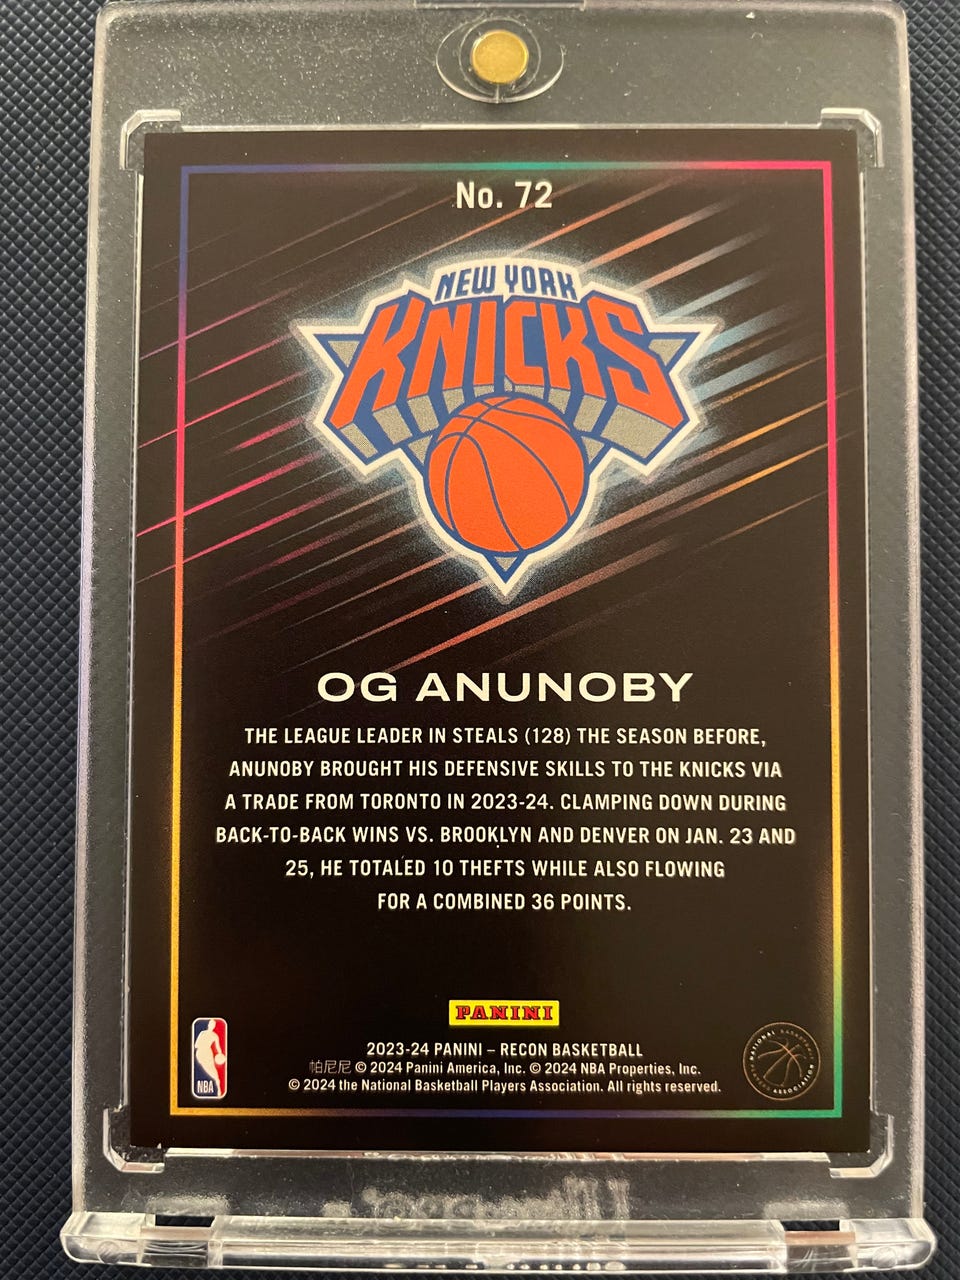 No. 72
NEW YORK
KNICKS
OG ANUNOBY
THE LEAGUE LEADER IN STEALS (128) THE SEASON BEFORE,
ANUNOBY BROUGHT HIS DEFENSIVE SKILLS TO THE KNICKS VIA
A TRADE FROM TORONTO IN 2023-24. CLAMPING DOWN DURING
BACK-TO-BACK WINS VS. BROOKLYN AND DENVER ON JAN. 23 AND
25, HE TOTALED 10 THEFTS WHILE ALSO FLOWING
FOR A COMBINED 36 POINTS.
PANINI
2023-24 PANINI – RECON BASKETBALL
帕尼尼 © 2024 Panini America, Inc. © 2024 NBA Properties, Inc.
© 2024 the National Basketball Players Association. All rights reserved.
NBA
NATIONAL BASKETBALL PLAYERS ASSOCIATION